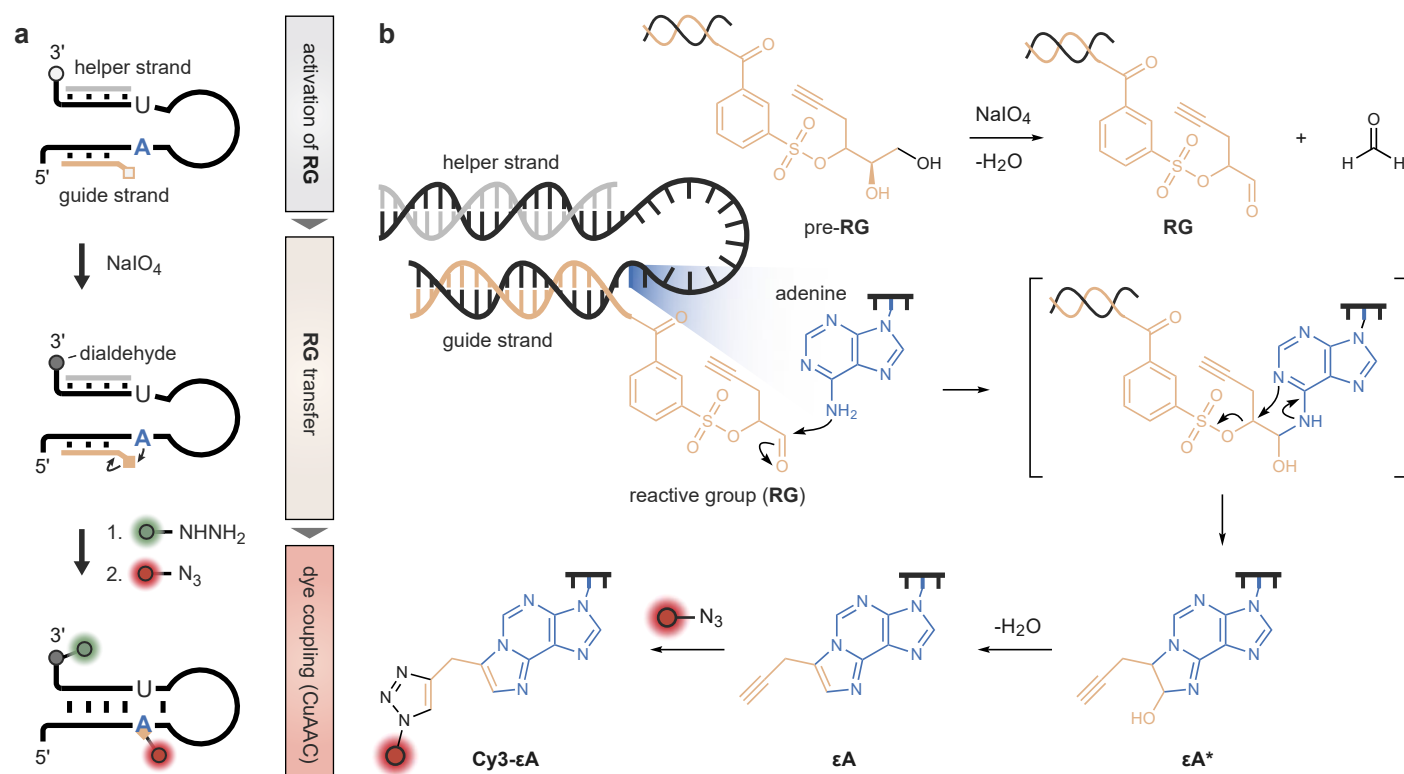 a
3'
helper strand
U
A
5'
guide strand
NaIO4
3'
dialdehyde
U
A
5'
1. NHNH2
2. N3
3'
U
A
5'
activation of RG
RG transfer
dye coupling (CuAAC)
b
O
O
S
O
O
OH
OH
pre-RG
NaIO4
-H2O
O
O
S
O
O
O
RG
+
O
H H
helper strand
guide strand
adenine
O
O
S
O
O
O
N
N
N
N
NH2
reactive group (RG)
O
O
S
O
O
OH
N
N
N
N
NH
N
N
N
N
N
N
N
N
Cy3-εA
N3
N
N
N
N
N
εA
-H2O
N
N
N
N
N
HO
εA*